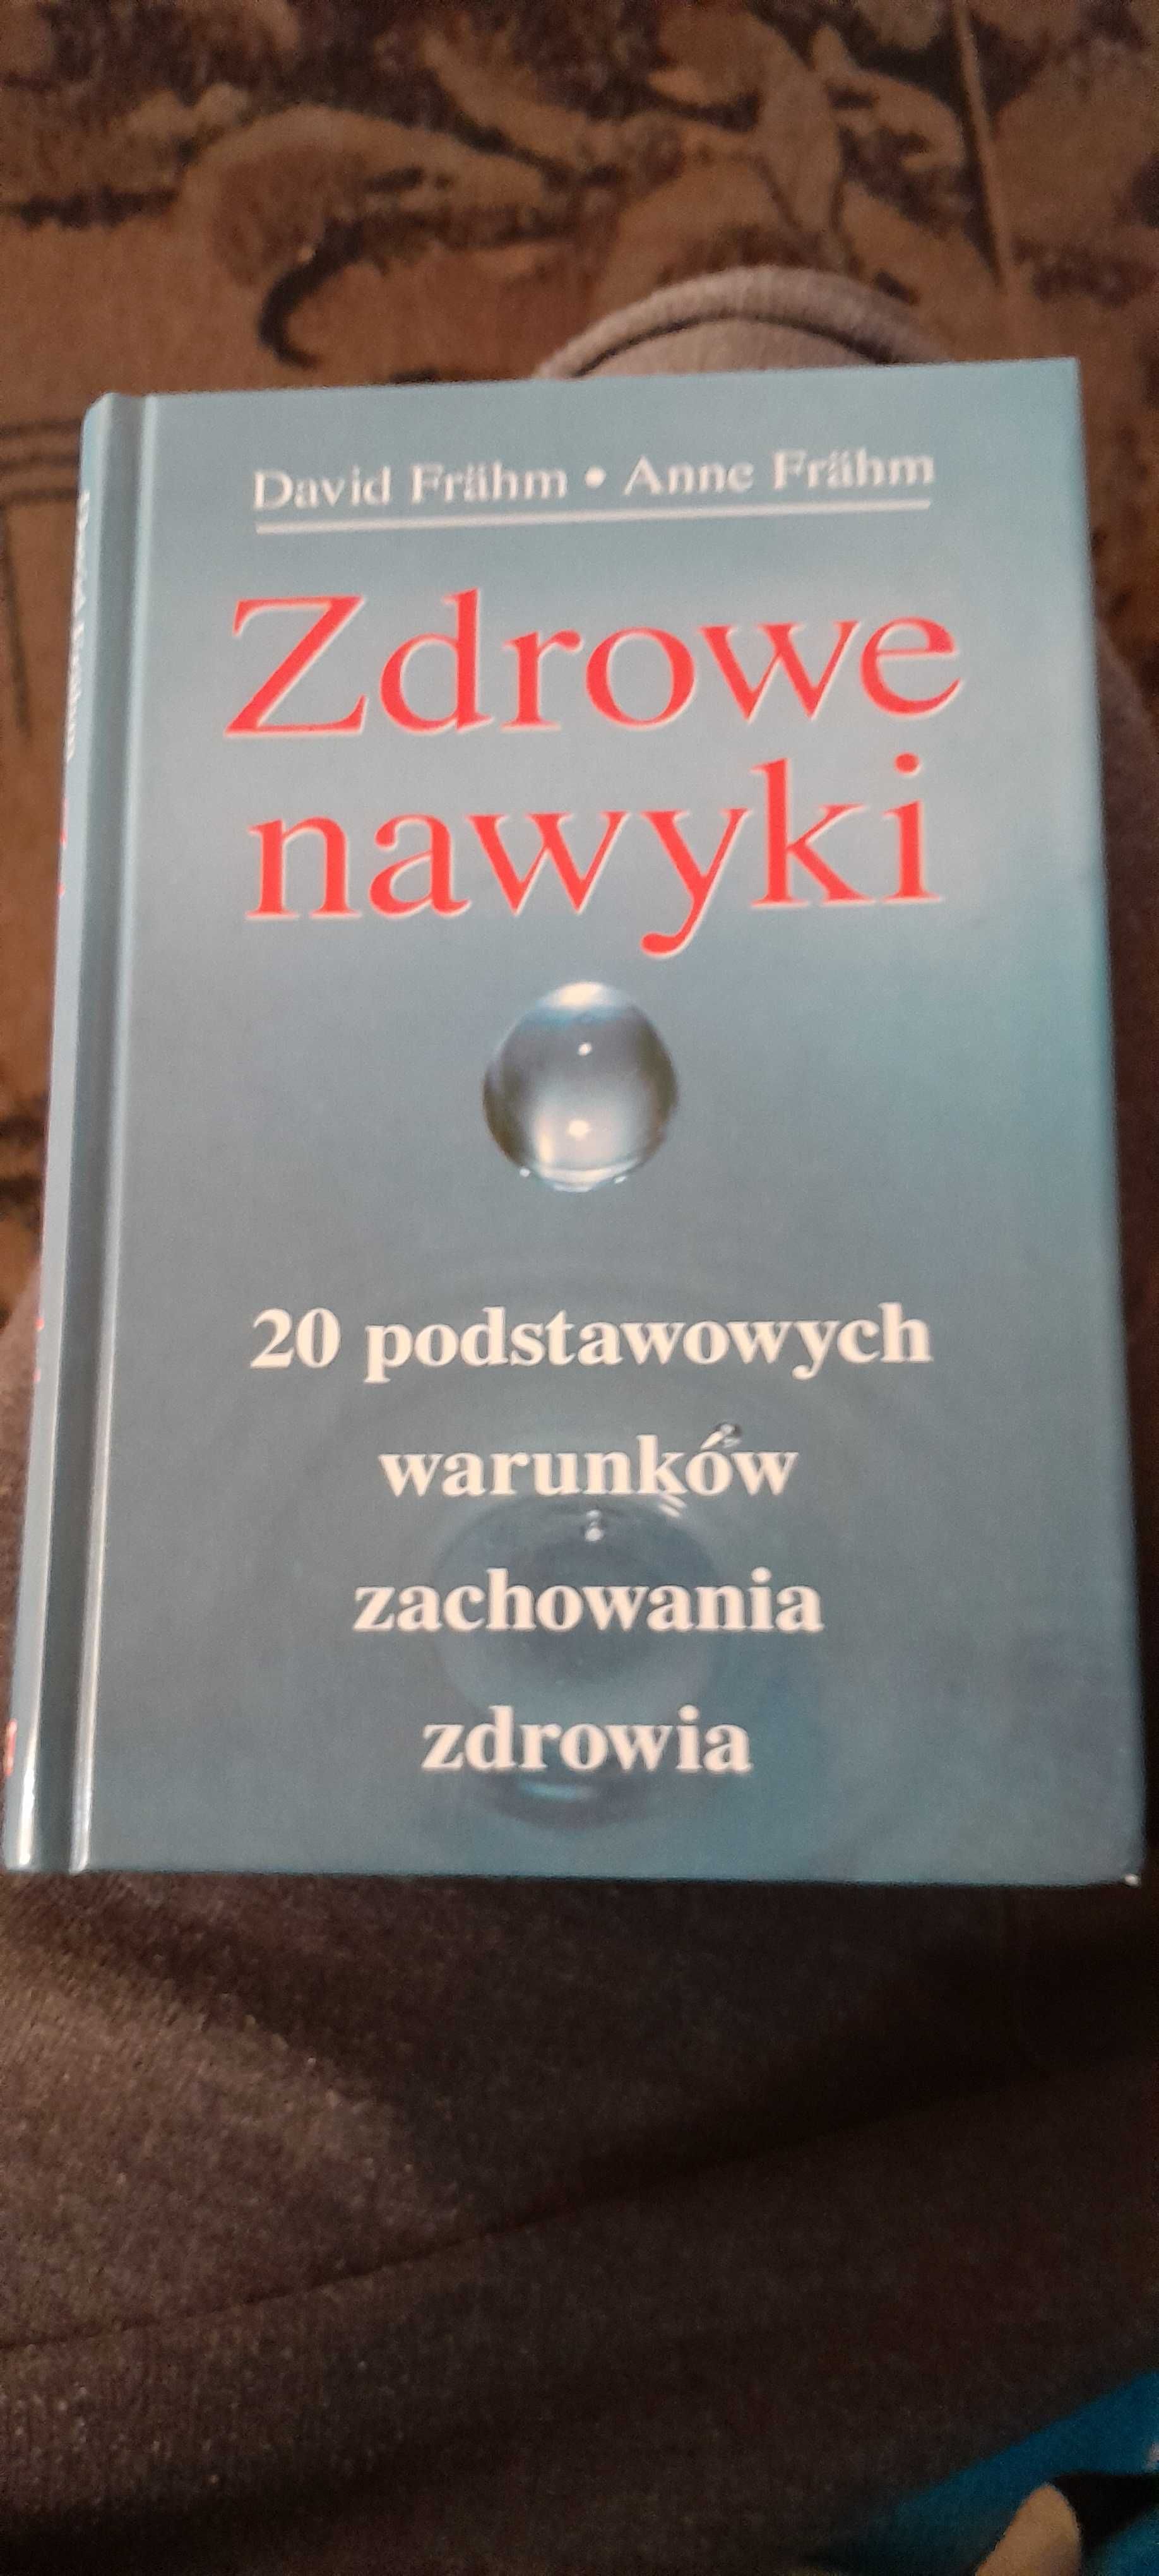 David Frähm • Anne Frähm
Zdrowe
nawyki
20 podstawowych
warunków
zachowania
zdrowia